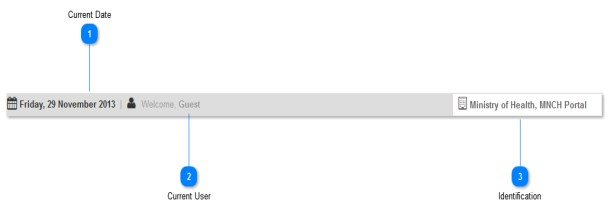 Current Date
1
Friday, 29 November 2013 | Welcome, Guest
Ministry of Health, MNCH Portal
2
3
Current User
Identification